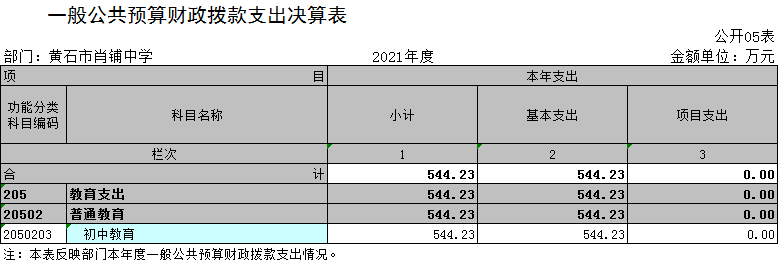 一般公共预算财政拨款支出决算表
公开05表
部门：黄石市肖铺中学 2021年度 金额单位：万元
项 目 本年支出
功能分类科目编码 科目名称 小计 基本支出 项目支出
栏次 1 2 3
合 计 544.23 544.23 0.00
205 教育支出 544.23 544.23 0.00
20502 普通教育 544.23 544.23 0.00
2050203 初中教育 544.23 544.23 0.00
注：本表反映部门本年度一般公共预算财政拨款支出情况。